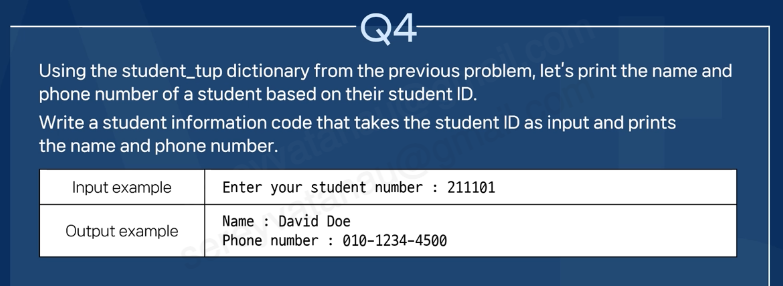 Q4
Using the student_tup dictionary from the previous problem, let's print the name and
phone number of a student based on their student ID.
Write a student information code that takes the student ID as input and prints
the name and phone number.
Input example
Enter your student number : 211101
Output example
Name : David Doe
Phone number : 010-1234-4500